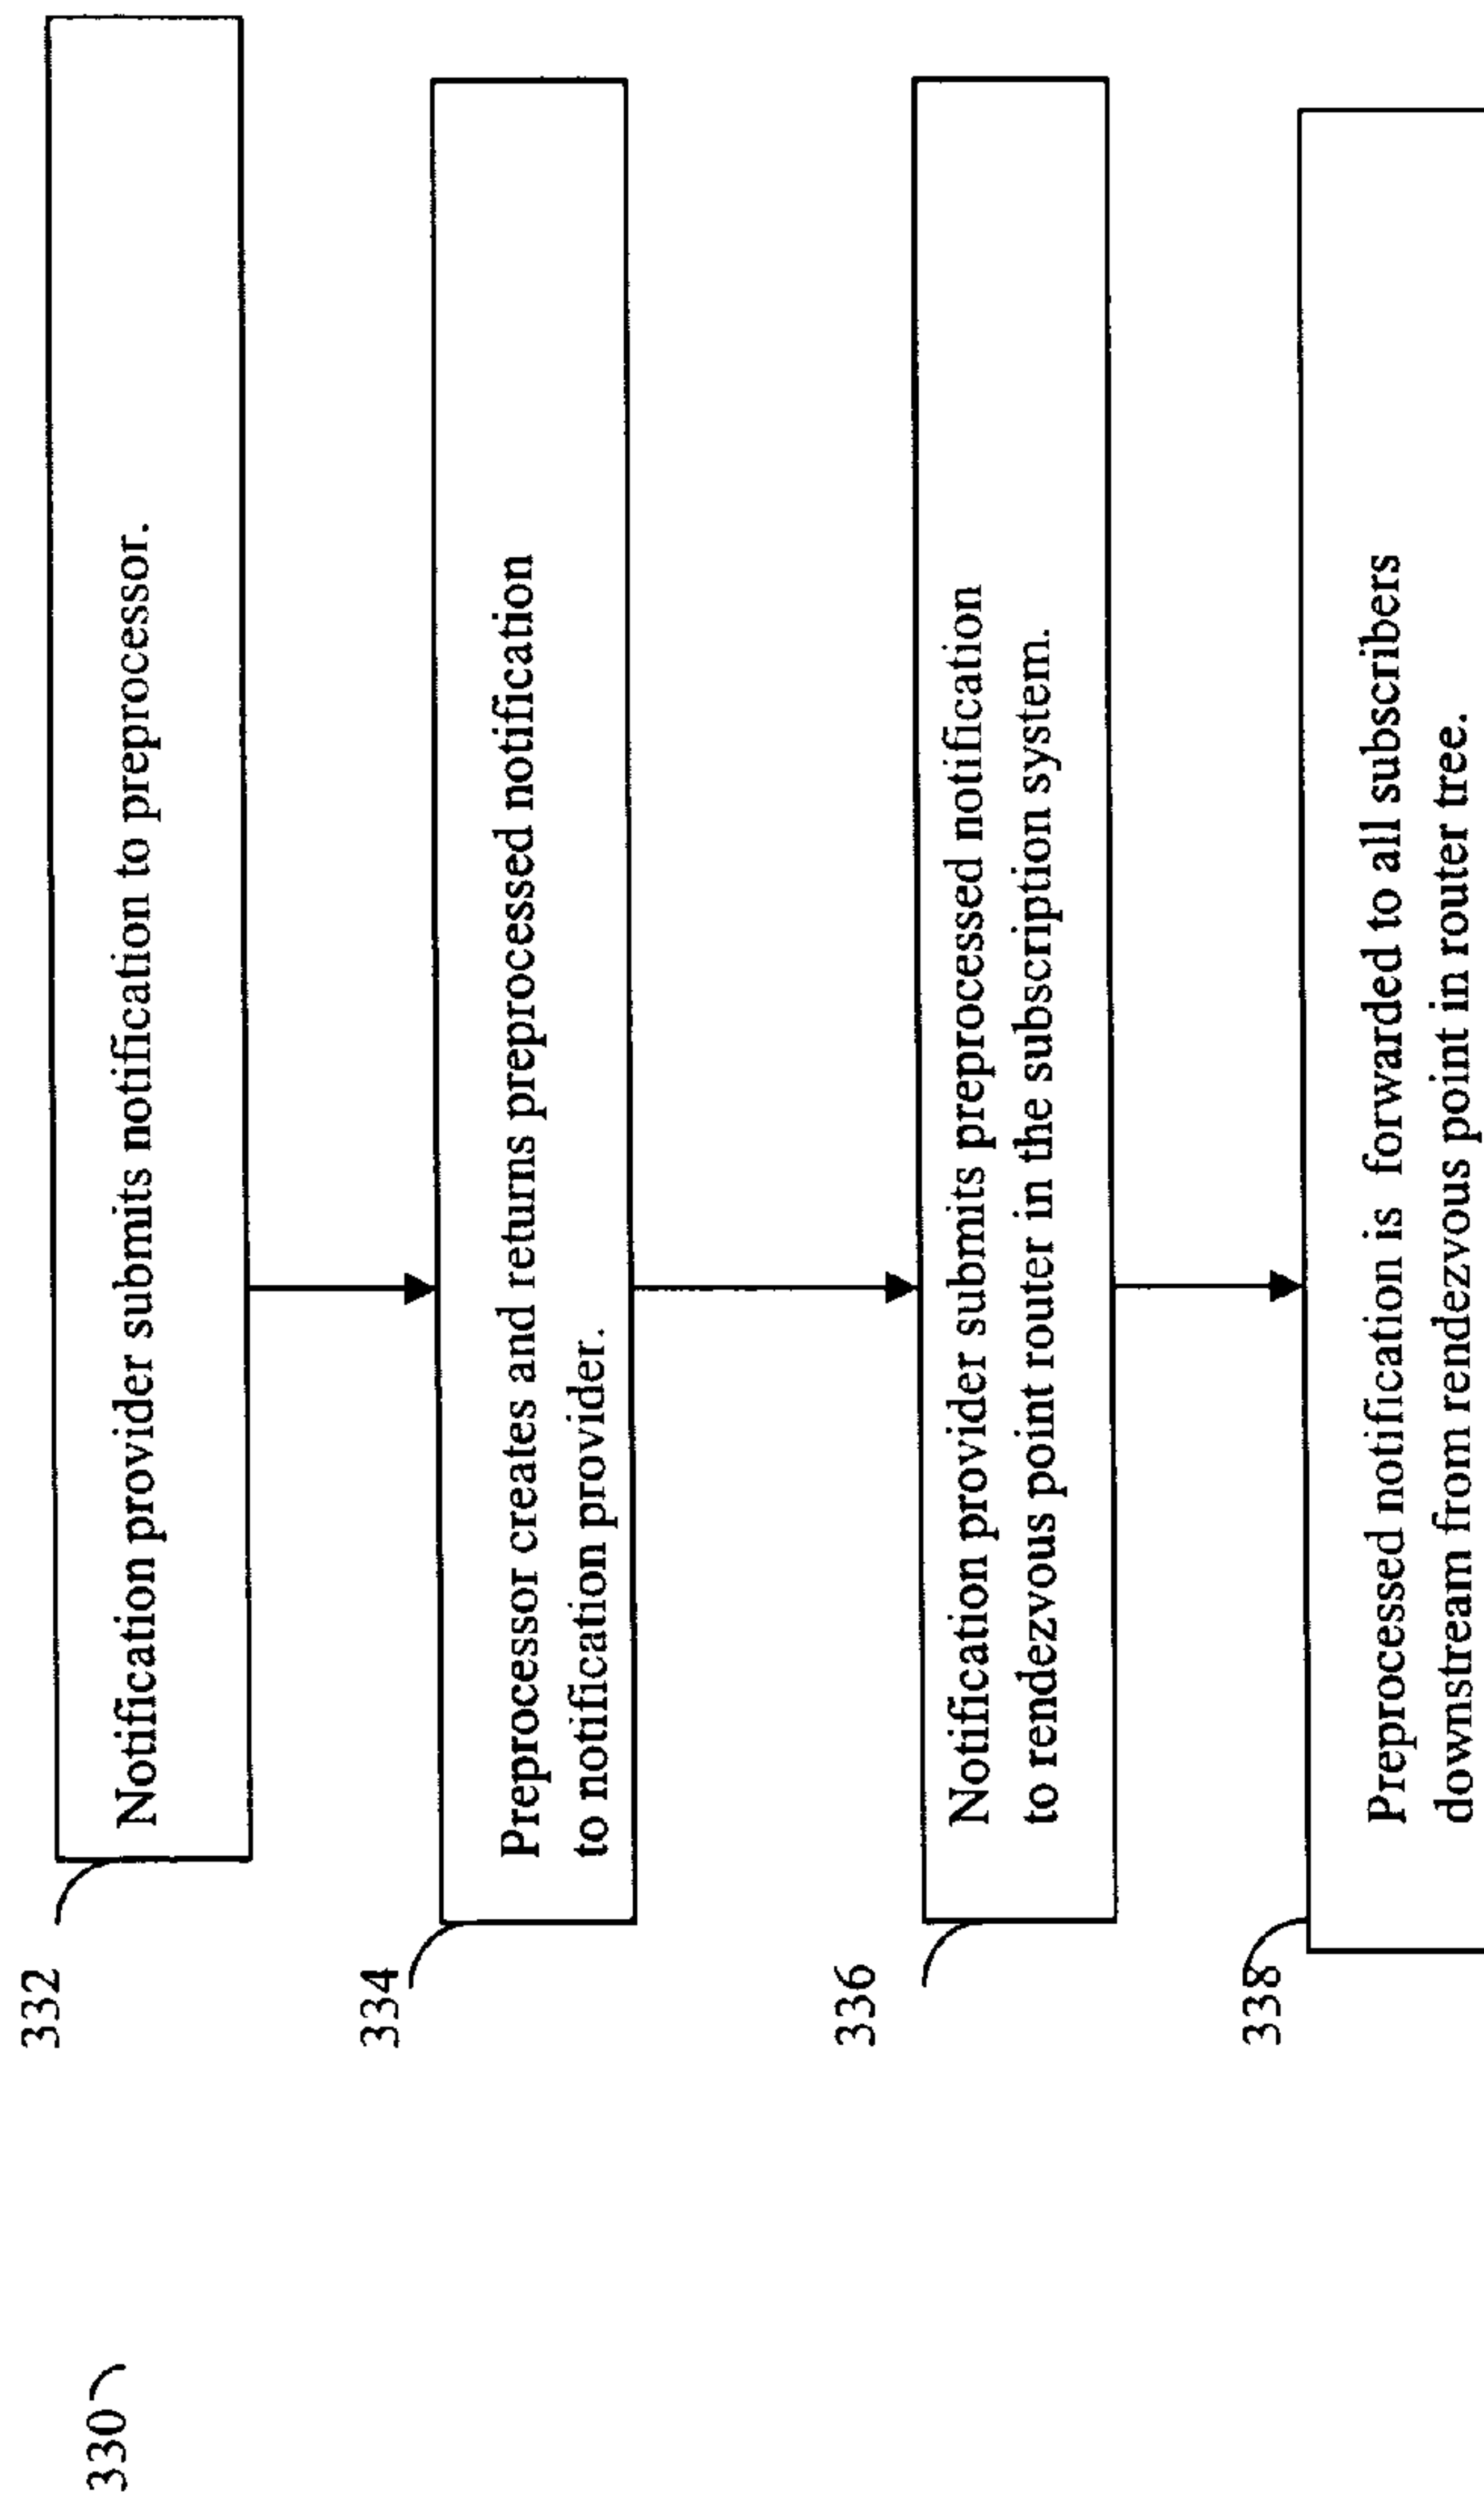 330
332
Notification provider submits notification to preprocessor.
334
Preprocessor creates and returns preprocessed notification
to notification provider.
336
Notification provider submits preprocessed notification
to rendezvous point router in the subscription system.
338
Preprocessed notification is forwarded to all subscribers
downstream from rendezvous point in router tree.